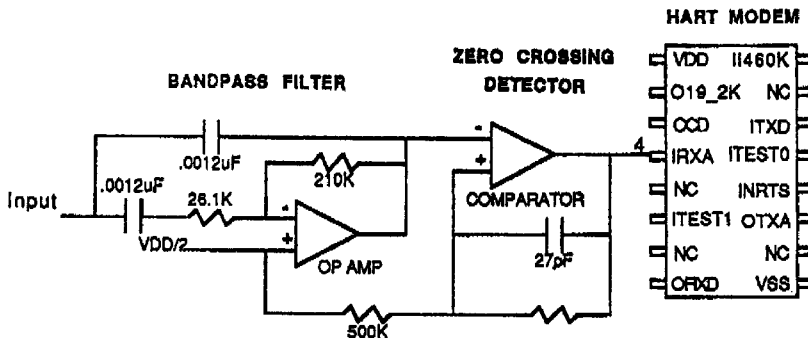 HART MODEM
ZERO CROSSING
DETECTOR
BANDPASS FILTER
VDD II460K
O19_2K NC
OCD ITXD
4 IRXA ITEST0
NC INRTS
ITEST1 OTXA
NC NC
ORXD VSS
.0012uF
.0012uF
26.1K
210K
Input
VDD/2
- +
OP AMP
- +
COMPARATOR
27pF
500K